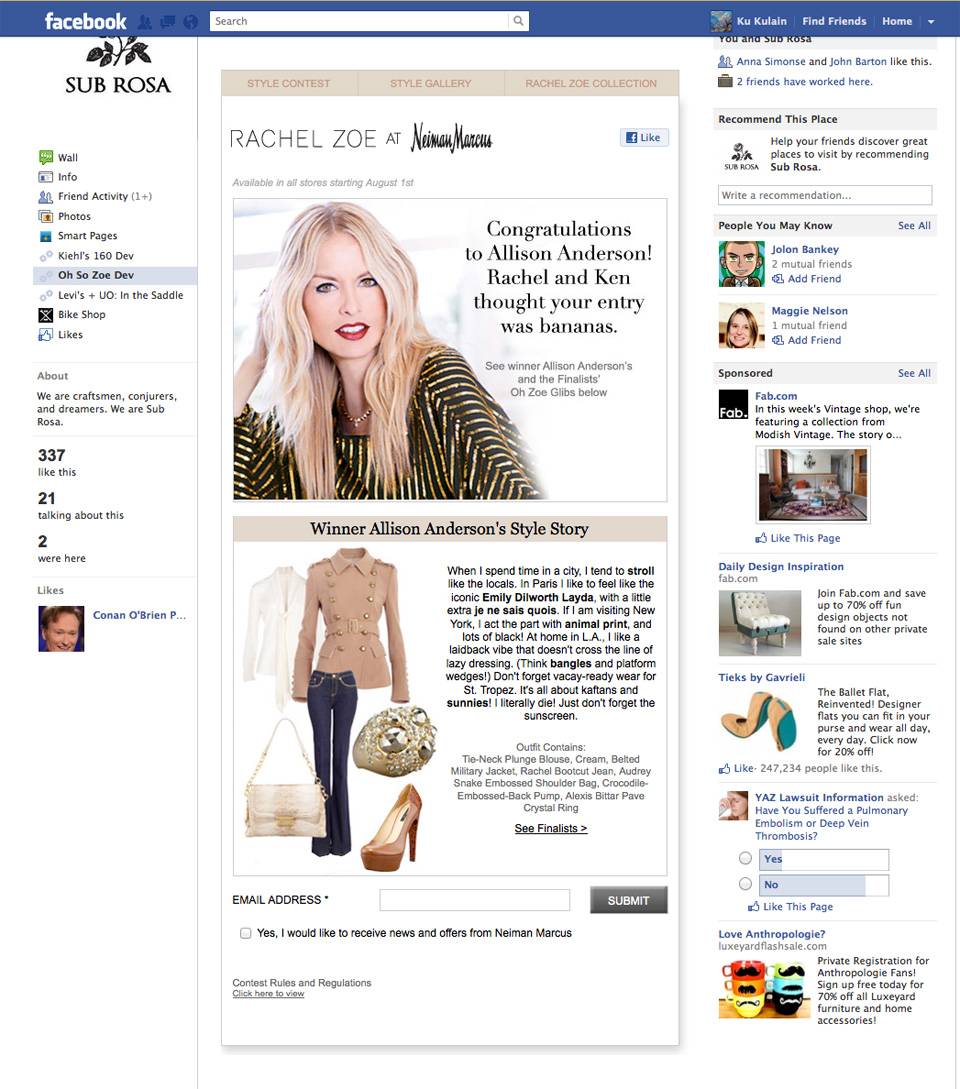 facebook
Search
Ku Kulain
Find Friends
Home
SUB ROSA
Wall
Info
Friend Activity (1+)
Photos
Smart Pages
Kiehl's 160 Dev
Oh So Zoe Dev
Levi's + UO: In the Saddle
Bike Shop
Likes
About
We are craftsmen, conjurers,
and dreamers. We are Sub
Rosa.
337
like this
21
talking about this
2
were here
Likes
Conan O'Brien P...
STYLE CONTEST
STYLE GALLERY
RACHEL ZOE COLLECTION
RACHEL ZOE AT Neiman Marcus
Like
Available in all stores starting August 1st
Congratulations
to Allison Anderson!
Rachel and Ken
thought your entry
was bananas.
See winner Allison Anderson's
and the Finalists'
Oh Zoe Glibs below
Winner Allison Anderson's Style Story
When I spend time in a city, I tend to stroll
like the locals. In Paris I like to feel like the
iconic Emily Dilworth Layda, with a little
extra je ne sais quois. If I am visiting New
York, I act the part with animal print, and
lots of black! At home in L.A., I like a
laidback vibe that doesn't cross the line of
lazy dressing. (Think bangles and platform
wedges!) Don't forget vacay-ready wear for
St. Tropez. It's all about kaftans and
sunnies! I literally die! Just don't forget the
sunscreen.
Outfit Contains:
Tie-Neck Plunge Blouse, Cream, Belted
Military Jacket, Rachel Bootcut Jean, Audrey
Snake Embossed Shoulder Bag, Crocodile-
Embossed-Back Pump, Alexis Bittar Pave
Crystal Ring
See Finalists >
EMAIL ADDRESS *
SUBMIT
Yes, I would like to receive news and offers from Neiman Marcus
Contest Rules and Regulations
Click here to view
You and Sub Rosa
Anna Simonse and John Barton like this.
2 friends have worked here.
Recommend This Place
SUB ROSA
Help your friends discover great
places to visit by recommending
Sub Rosa.
Write a recommendation...
People You May Know
See All
Jolon Bankey
2 mutual friends
Add Friend
Maggie Nelson
1 mutual friend
Add Friend
Sponsored
See All
Fab.
Fab.com
In this week's Vintage shop, we're
featuring a collection from
Modish Vintage. The story o...
Like This Page
Daily Design Inspiration
fab.com
Join Fab.com and save
up to 70% off fun
design objects not
found on other private
sale sites
Tieks by Gavrieli
The Ballet Flat,
Reinvented! Designer
flats you can fit in your
purse and wear all day,
every day. Click now
for 20% off!
Like · 247,234 people like this.
YAZ Lawsuit Information asked:
Have You Suffered a Pulmonary
Embolism or Deep Vein
Thrombosis?
Yes
No
Like This Page
Love Anthropologie?
luxeyardflashsale.com
Private Registration for
Anthropologie Fans!
Sign up free today for
70% off all Luxeyard
furniture and home
accessories!